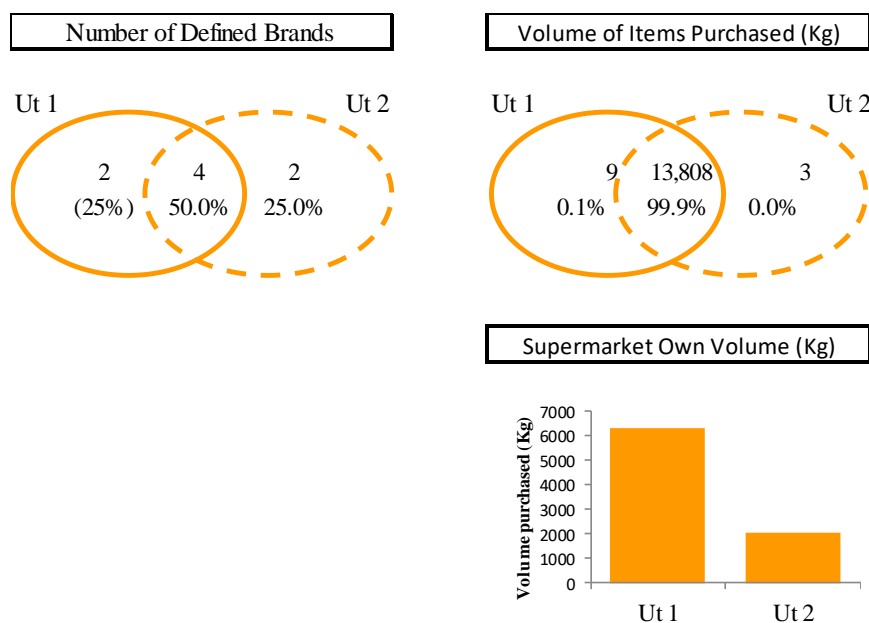 Number of Defined Brands
Volume of Items Purchased (Kg)
Ut 1
Ut 2
2 4 2
(25%) 50.0% 25.0%
Ut 1
Ut 2
9 13,808 3
0.1% 99.9% 0.0%
Supermarket Own Volume (Kg)
Volume purchased (Kg)
7000
6000
5000
4000
3000
2000
1000
0
Ut 1
Ut 2